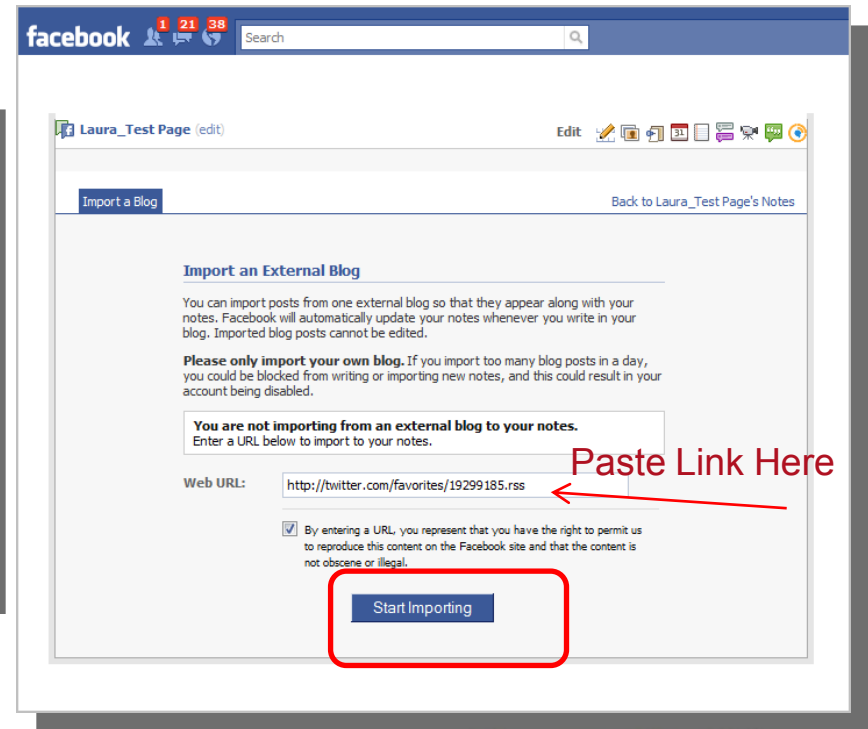 facebook 1 21 38 Search
Laura_Test Page (edit) Edit 31
Import a Blog Back to Laura_Test Page's Notes
Import an External Blog
You can import posts from one external blog so that they appear along with your
notes. Facebook will automatically update your notes whenever you write in your
blog. Imported blog posts cannot be edited.
Please only import your own blog. If you import too many blog posts in a day,
you could be blocked from writing or importing new notes, and this could result in your
account being disabled.
You are not importing from an external blog to your notes.
Enter a URL below to import to your notes.
Paste Link Here
Web URL: http://twitter.com/favorites/19299185.rss
By entering a URL, you represent that you have the right to permit us
to reproduce this content on the Facebook site and that the content is
not obscene or illegal.
Start Importing